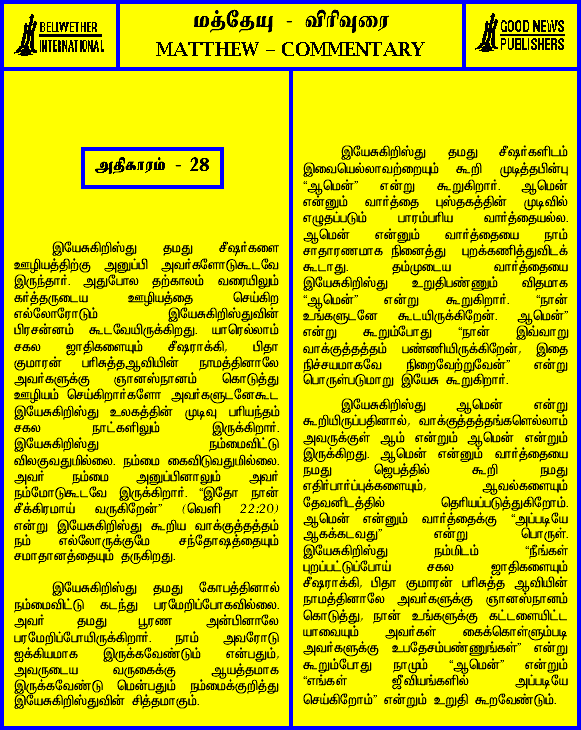 BELLWETHER
INTERNATIONAL
மத்தேயு - விரிவுரை
MATTHEW – COMMENTARY
GOOD NEWS
PUBLISHERS
அதிகாரம் - 28
இயேசுகிறிஸ்து தமது சீஷர்களை
ஊழியத்திற்கு அனுப்பி அவர்களோடுகூடவே
இருந்தார். அதுபோல தற்காலம் வரையிலும்
கர்த்தருடைய ஊழியத்தை செய்கிற
எல்லோரோடும் இயேசுகிறிஸ்துவின்
பிரசன்னம் கூடவேயிருக்கிறது. யாரெல்லாம்
சகல ஜாதிகளையும் சீஷராக்கி, பிதா
குமாரன் பரிசுத்தஆவியின் நாமத்தினாலே
அவர்களுக்கு ஞானஸ்நானம் கொடுத்து
ஊழியம் செய்கிறார்களோ அவர்களுடனேகூட
இயேசுகிறிஸ்து உலகத்தின் முடிவு பரியந்தம்
சகல நாட்களிலும் இருக்கிறார்.
இயேசுகிறிஸ்து நம்மைவிட்டு
விலகுவதுமில்லை. நம்மை கைவிடுவதுமில்லை.
அவர் நம்மை அனுப்பினாலும் அவர்
நம்மோடுகூடவே இருக்கிறார். “இதோ நான்
சீக்கிரமாய் வருகிறேன்” (வெளி 22:20)
என்று இயேசுகிறிஸ்து கூறிய வாக்குத்தத்தம்
நம் எல்லோருக்குமே சந்தோஷத்தையும்
சமாதானத்தையும் தருகிறது.
இயேசுகிறிஸ்து தமது கோபத்தினால்
நம்மைவிட்டு கடந்து பரமேறிப்போகவில்லை.
அவர் தமது பூரண அன்பினாலே
பரமேறிப்போயிருக்கிறார். நாம் அவரோடு
ஐக்கியமாக இருக்கவேண்டும் என்பதும்,
அவருடைய வருகைக்கு ஆயத்தமாக
இருக்கவேண்டு மென்பதும் நம்மைக்குறித்து
இயேசுகிறிஸ்துவின் சித்தமாகும்.
இயேசுகிறிஸ்து தமது சீஷர்களிடம்
இவையெல்லாவற்றையும் கூறி முடித்தபின்பு
“ஆமென்” என்று கூறுகிறார். ஆமென்
என்னும் வார்த்தை புஸ்தகத்தின் முடிவில்
எழுதப்படும் பாரம்பரிய வார்த்தையல்ல.
ஆமென் என்னும் வார்த்தையை நாம்
சாதாரணமாக நினைத்து புறக்கணித்துவிடக்
கூடாது. தம்முடைய வார்த்தையை
இயேசுகிறிஸ்து உறுதிபண்ணும் விதமாக
“ஆமென்” என்று கூறுகிறார். “நான்
உங்களுடனே கூடயிருக்கிறேன். ஆமென்”
என்று கூறும்போது “நான் இவ்வாறு
வாக்குத்தத்தம் பண்ணியிருக்கிறேன், இதை
நிச்சயமாகவே நிறைவேற்றுவேன்” என்று
பொருள்படுமாறு இயேசு கூறுகிறார்.
இயேசுகிறிஸ்து ஆமென் என்று
கூறியிருப்பதினால், வாக்குத்தத்தங்களெல்லாம்
அவருக்குள் ஆம் என்றும் ஆமென் என்றும்
இருக்கிறது. ஆமென் என்னும் வார்த்தையை
நமது ஜெபத்தில் கூறி நமது
எதிர்பார்ப்புக்களையும், ஆவல்களையும்
தேவனிடத்தில் தெரியப்படுத்துகிறோம்.
ஆமென் என்னும் வார்த்தைக்கு “அப்படியே
ஆகக்கடவது” என்று பொருள்.
இயேசுகிறிஸ்து நம்மிடம் “நீங்கள்
புறப்பட்டுப்போய் சகல ஜாதிகளையும்
சீஷராக்கி, பிதா குமாரன் பரிசுத்த ஆவியின்
நாமத்தினாலே அவர்களுக்கு ஞானஸ்நானம்
கொடுத்து, நான் உங்களுக்கு கட்டளையிட்ட
யாவையும் அவர்கள் கைக்கொள்ளும்படி
அவர்களுக்கு உபதேசம்பண்ணுங்கள்” என்று
கூறும்போது நாமும் “ஆமென்” என்றும்
“எங்கள் ஜீவியங்களில் அப்படியே
செய்கிறோம்” என்றும் உறுதி கூறவேண்டும்.